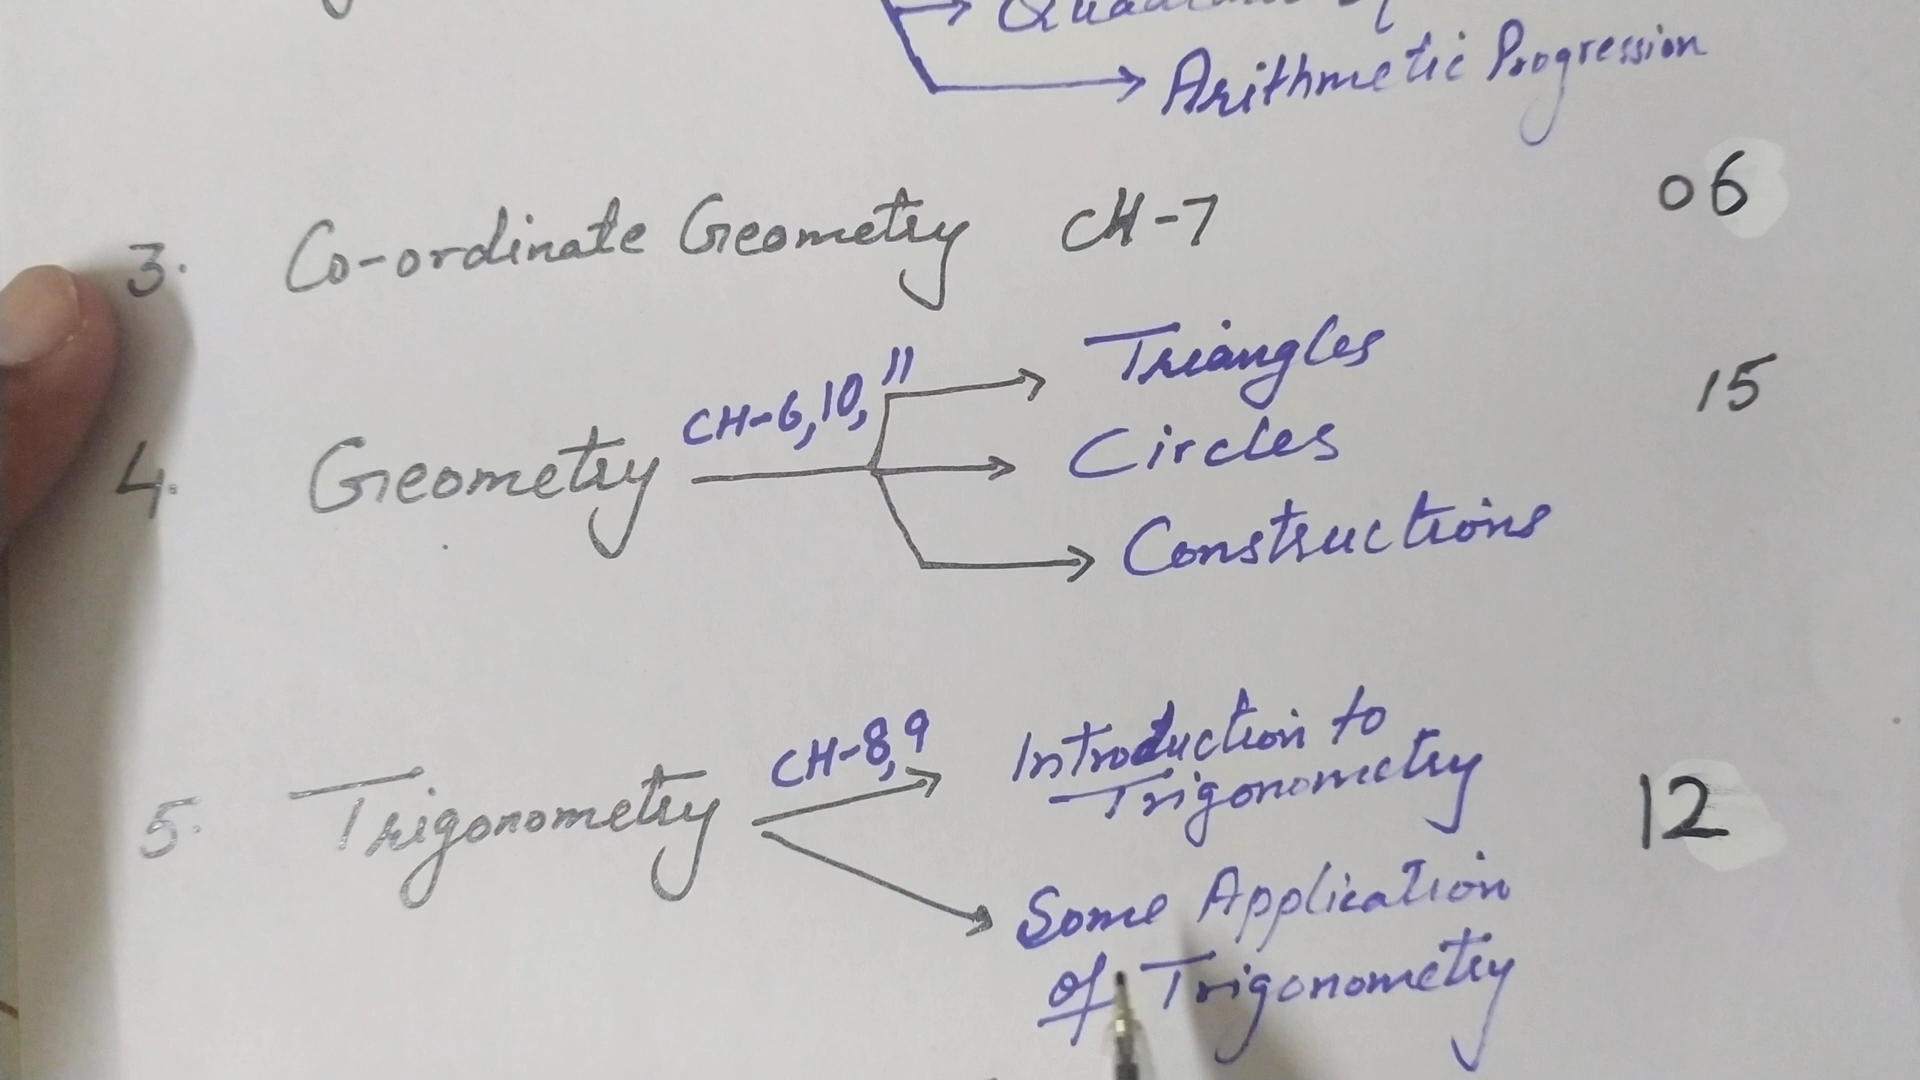 Arithmetic Progression
3. Co-ordinate Geometry CH-7 06
4. Geometry CH-6,10,11 Triangles 15
Circles
Constructions
5. Trigonometry CH-8,9 Introduction to
Trigonometry 12
Some Application
of Trigonometry